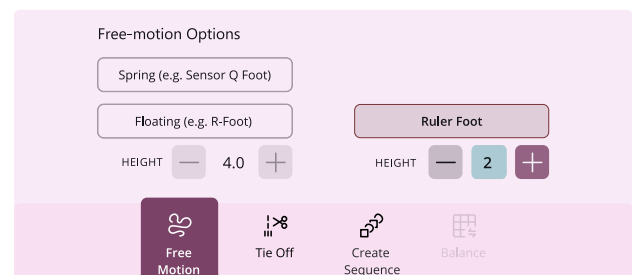 Free-motion Options
Spring (e.g. Sensor Q Foot)
Floating (e.g. R-Foot)
Ruler Foot
HEIGHT — 4.0 +
HEIGHT — 2 +
Free
Motion
Tie Off
Create
Sequence
Balance